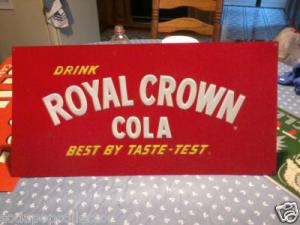 DRINK
ROYAL CROWN
COLA
BEST BY TASTE-TEST.